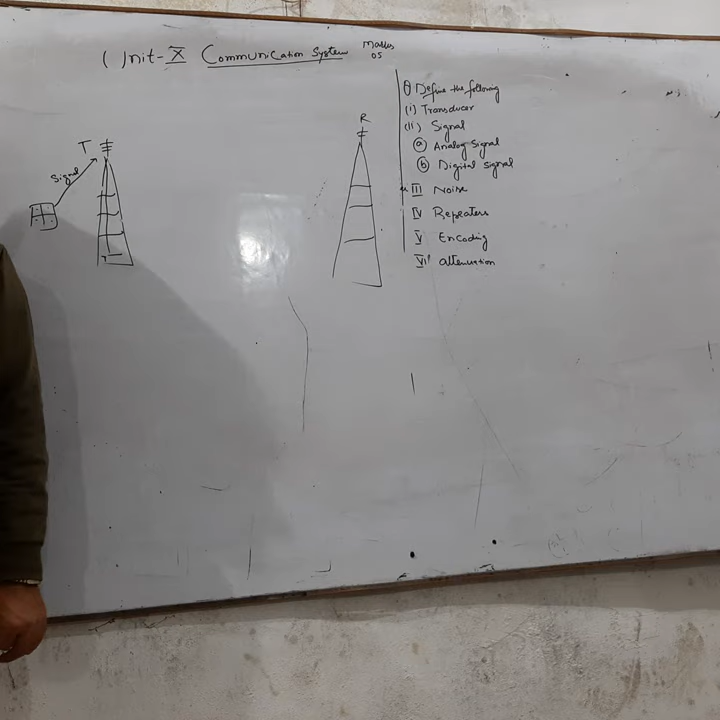 Unit-X Communication System Marks
05
T
Signal
R
Define the following
(i) Transducer
(ii) Signal
(a) Analog Signal
(b) Digital signal
III Noise
IV Repeaters
V Encoding
VI attenuation